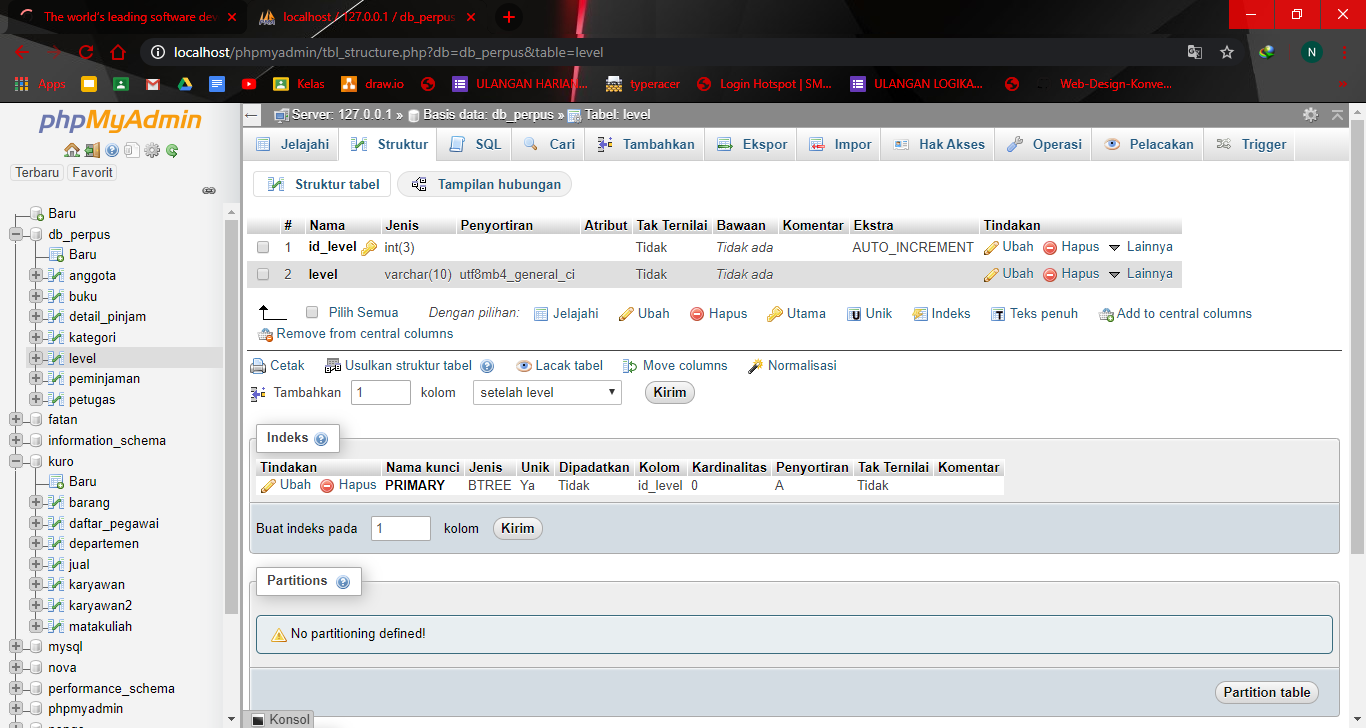 The world's leading software dev
localhost / 127.0.0.1 / db_perpus
localhost/phpmyadmin/tbl_structure.php?db=db_perpus&table=level
N
Apps Kelas draw.io ULANGAN HARIAN... typeracer Login Hotspot | SM... ULANGAN LOGIKA... Web-Design-Konve...
phpMyAdmin
Terbaru Favorit
Baru
db_perpus
Baru
anggota
buku
detail_pinjam
kategori
level
peminjaman
petugas
fatan
information_schema
kuro
Baru
barang
daftar_pegawai
departemen
jual
karyawan
karyawan2
matakuliah
mysql
nova
performance_schema
phpmyadmin
Server: 127.0.0.1 » Basis data: db_perpus » Tabel: level
Jelajahi Struktur SQL Cari Tambahkan Ekspor Impor Hak Akses Operasi Pelacakan Trigger
Struktur tabel Tampilan hubungan
# Nama Jenis Penyortiran Atribut Tak Ternilai Bawaan Komentar Ekstra Tindakan
1 id_level int(3) Tidak Tidak ada AUTO_INCREMENT Ubah Hapus Lainnya
2 level varchar(10) utf8mb4_general_ci Tidak Tidak ada Ubah Hapus Lainnya
Pilih Semua Dengan pilihan: Jelajahi Ubah Hapus Utama Unik Indeks Teks penuh Add to central columns
Remove from central columns
Cetak Usulkan struktur tabel Lacak tabel Move columns Normalisasi
Tambahkan 1 kolom setelah level Kirim
Indeks
Tindakan Nama kunci Jenis Unik Dipadatkan Kolom Kardinalitas Penyortiran Tak Ternilai Komentar
Ubah Hapus PRIMARY BTREE Ya Tidak id_level 0 A Tidak
Buat indeks pada 1 kolom Kirim
Partitions
No partitioning defined!
Partition table
Konsol